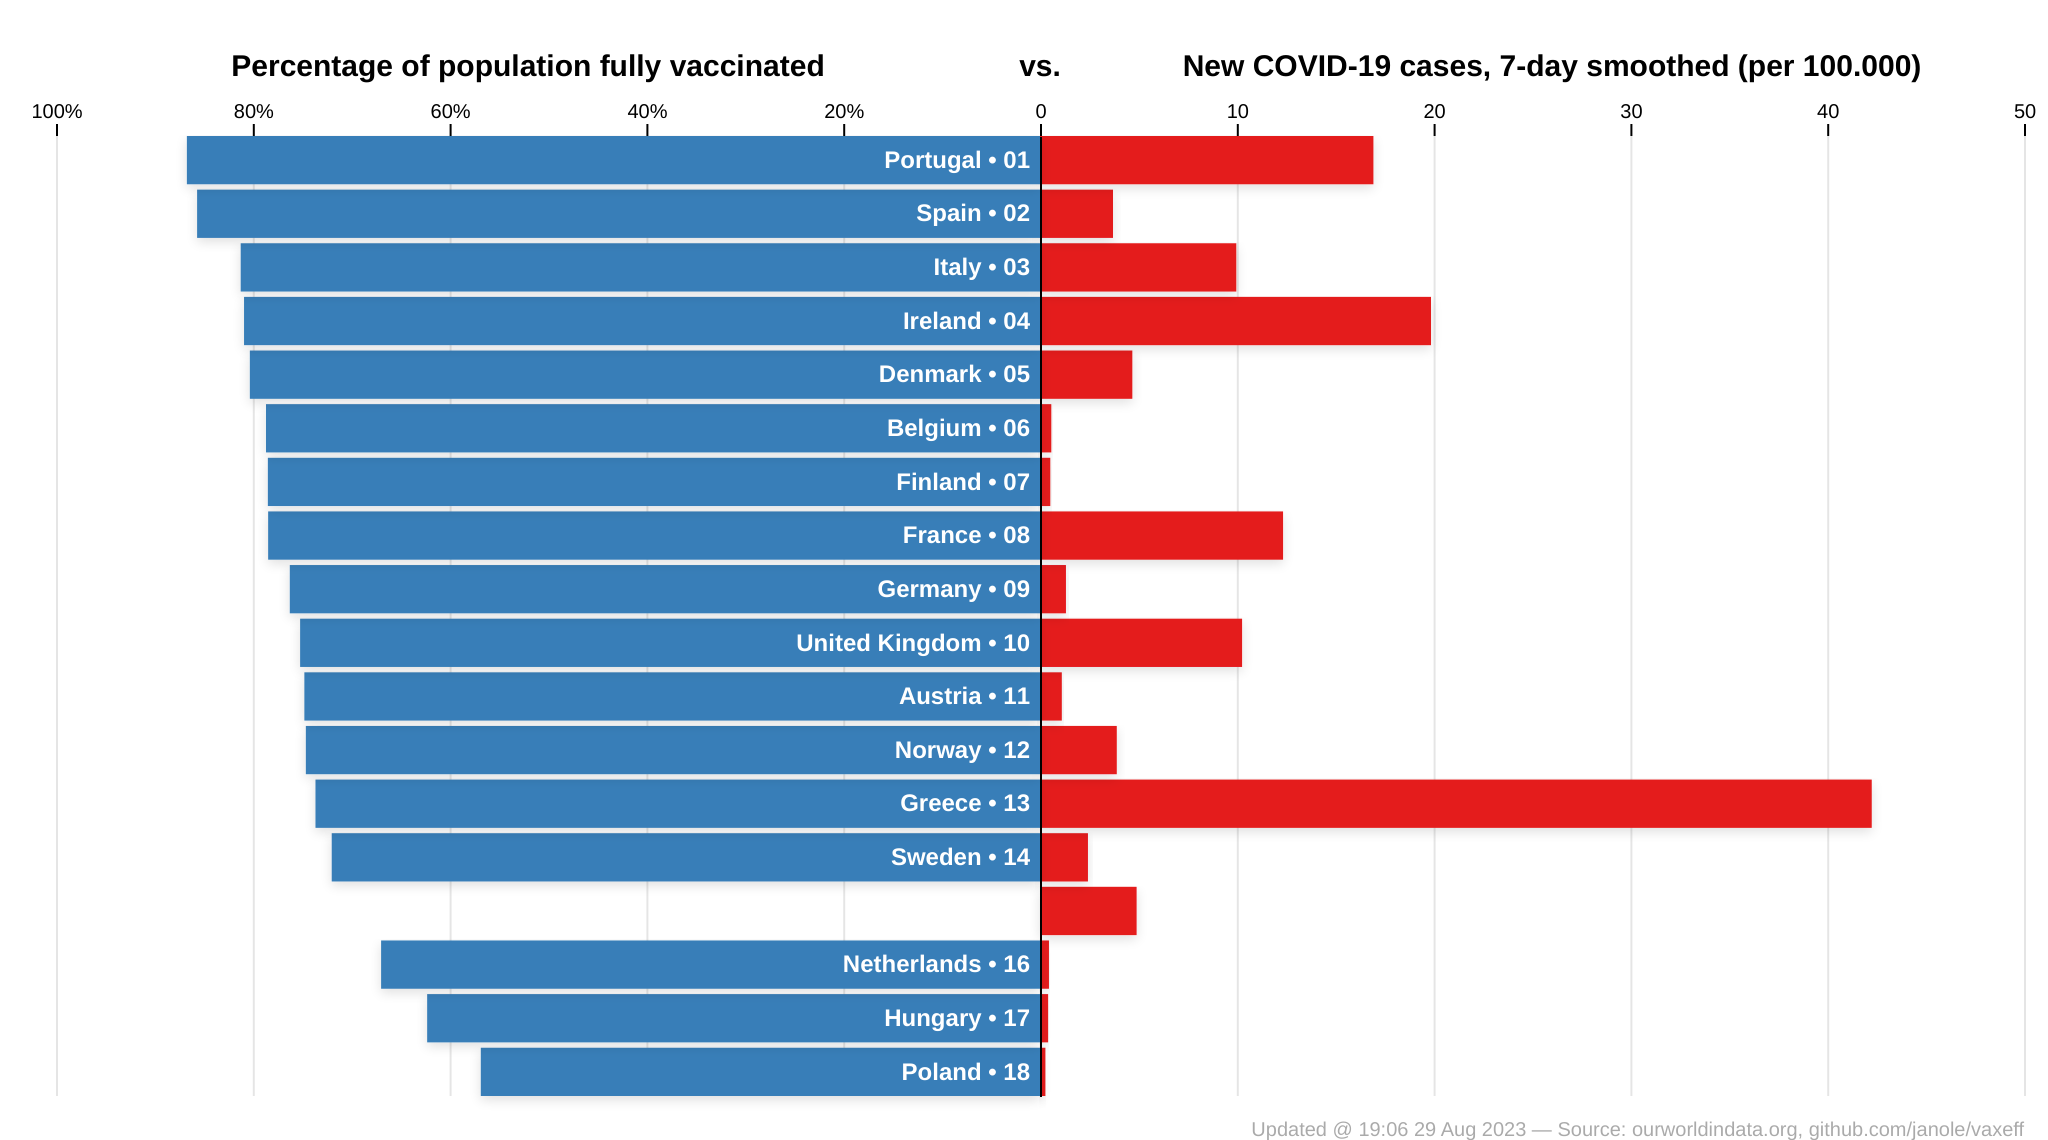 Percentage of population fully vaccinated vs. New COVID-19 cases, 7-day smoothed (per 100.000)
100% 80% 60% 40% 20% 0 10 20 30 40 50
Portugal • 01
Spain • 02
Italy • 03
Ireland • 04
Denmark • 05
Belgium • 06
Finland • 07
France • 08
Germany • 09
United Kingdom • 10
Austria • 11
Norway • 12
Greece • 13
Sweden • 14
Netherlands • 16
Hungary • 17
Poland • 18
Updated @ 19:06 29 Aug 2023 — Source: ourworldindata.org, github.com/janole/vaxeff